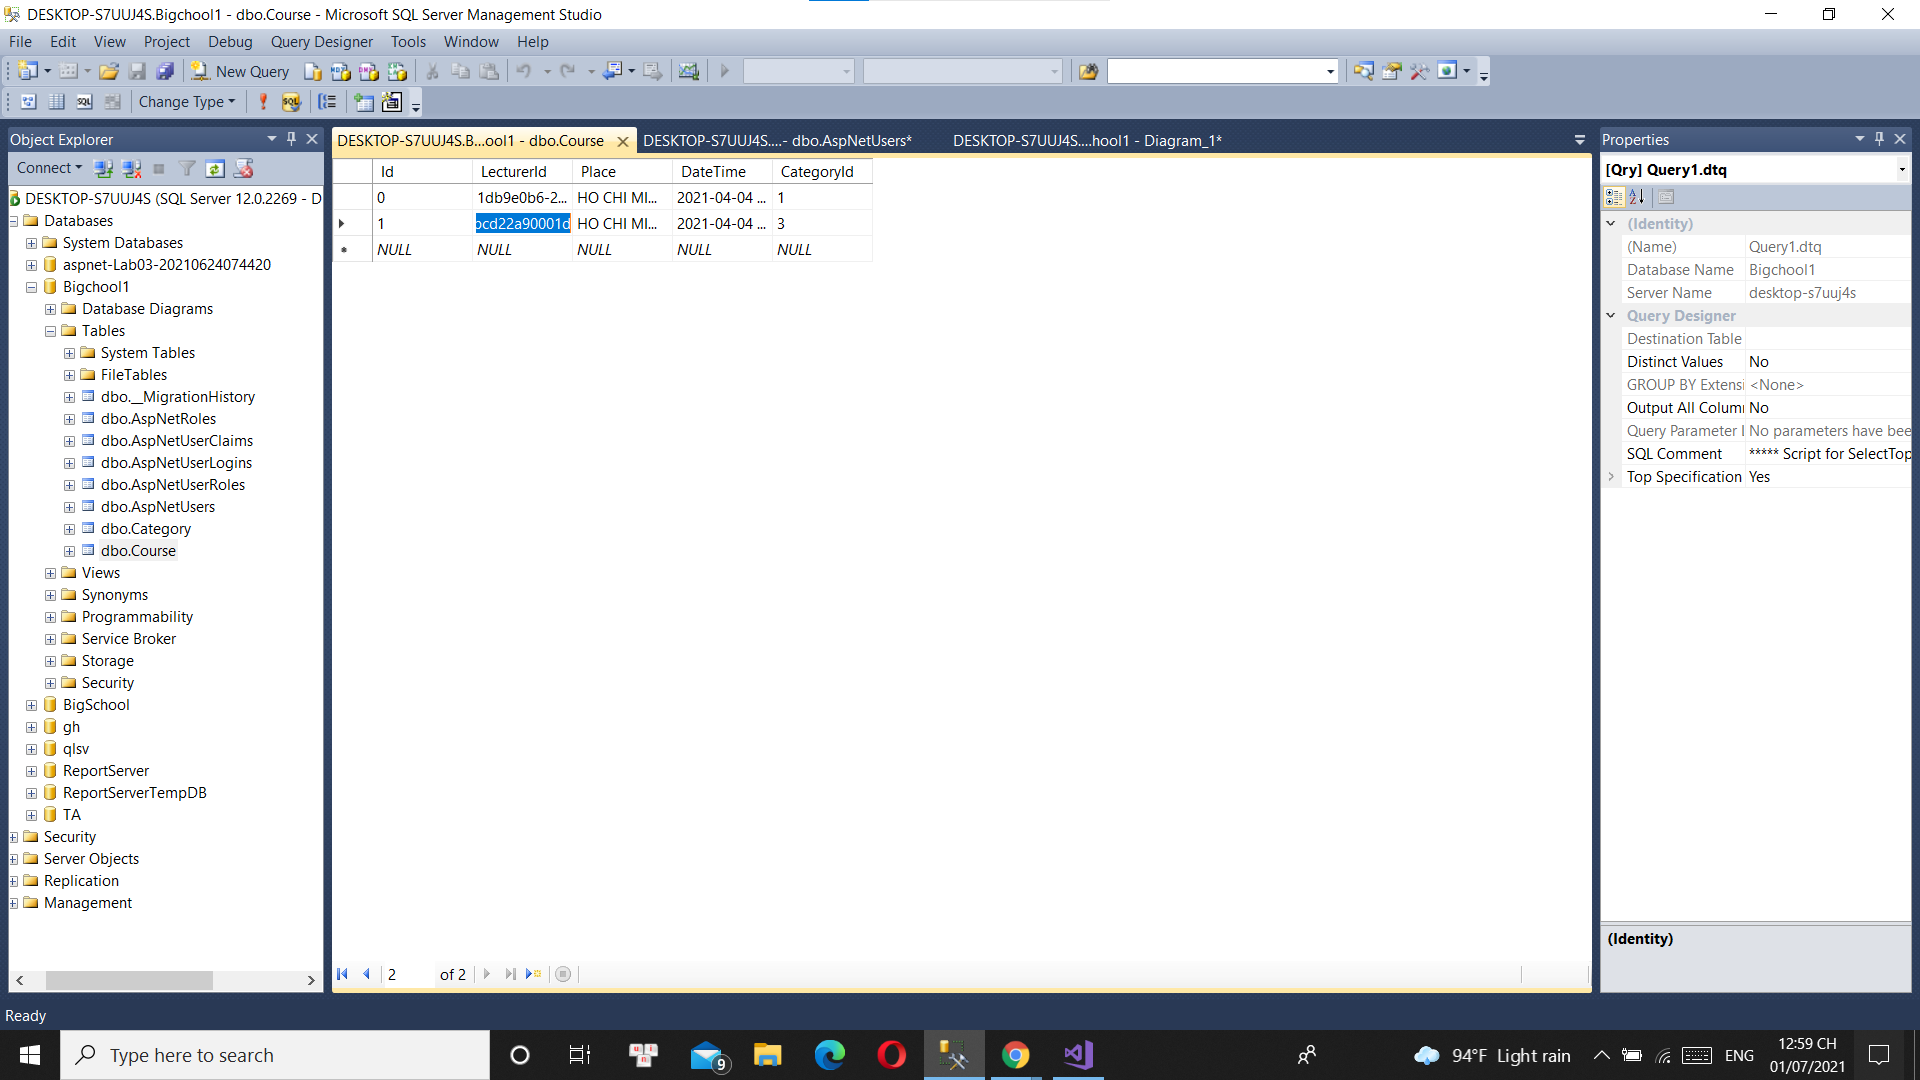 DESKTOP-S7UUJ4S.Bigchool1 - dbo.Course - Microsoft SQL Server Management Studio
File Edit View Project Debug Query Designer Tools Window Help
New Query
Change Type
Object Explorer
Connect
DESKTOP-S7UUJ4S (SQL Server 12.0.2269 - D
Databases
System Databases
aspnet-Lab03-20210624074420
Bigchool1
Database Diagrams
Tables
System Tables
FileTables
dbo.__MigrationHistory
dbo.AspNetRoles
dbo.AspNetUserClaims
dbo.AspNetUserLogins
dbo.AspNetUserRoles
dbo.AspNetUsers
dbo.Category
dbo.Course
Views
Synonyms
Programmability
Service Broker
Storage
Security
BigSchool
gh
qlsv
ReportServer
ReportServerTempDB
TA
Security
Server Objects
Replication
Management
DESKTOP-S7UUJ4S.B...ool1 - dbo.Course DESKTOP-S7UUJ4S....- dbo.AspNetUsers* DESKTOP-S7UUJ4S....hool1 - Diagram_1*
Id LecturerId Place DateTime CategoryId
0 1db9e0b6-2... HO CHI MI... 2021-04-04 ... 1
1 bcd22a90001d HO CHI MI... 2021-04-04 ... 3
NULL NULL NULL NULL NULL
2 of 2
Properties
[Qry] Query1.dtq
(Identity)
(Name) Query1.dtq
Database Name Bigchool1
Server Name desktop-s7uuj4s
Query Designer
Destination Table
Distinct Values No
GROUP BY Extensi <None>
Output All Colum No
Query Parameter No parameters have bee
SQL Comment ***** Script for SelectTop
Top Specification Yes
(Identity)
Ready
Type here to search
9
94°F Light rain
ENG
12:59 CH
01/07/2021